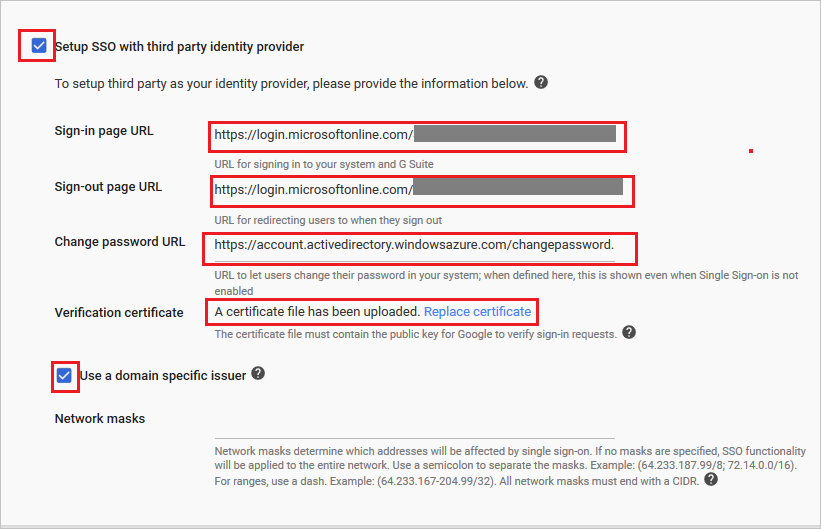 Setup SSO with third party identity provider
To setup third party as your identity provider, please provide the information below. ?
Sign-in page URL
https://login.microsoftonline.com/
URL for signing in to your system and G Suite
Sign-out page URL
https://login.microsoftonline.com/
URL for redirecting users to when they sign out
Change password URL
https://account.activedirectory.windowsazure.com/changepassword.
URL to let users change their password in your system; when defined here, this is shown even when Single Sign-on is not
enabled
Verification certificate
A certificate file has been uploaded. Replace certificate
The certificate file must contain the public key for Google to verify sign-in requests. ?
Use a domain specific issuer ?
Network masks
Network masks determine which addresses will be affected by single sign-on. If no masks are specified, SSO functionality
will be applied to the entire network. Use a semicolon to separate the masks. Example: (64.233.187.99/8; 72.14.0.0/16).
For ranges, use a dash. Example: (64.233.167-204.99/32). All network masks must end with a CIDR. ?